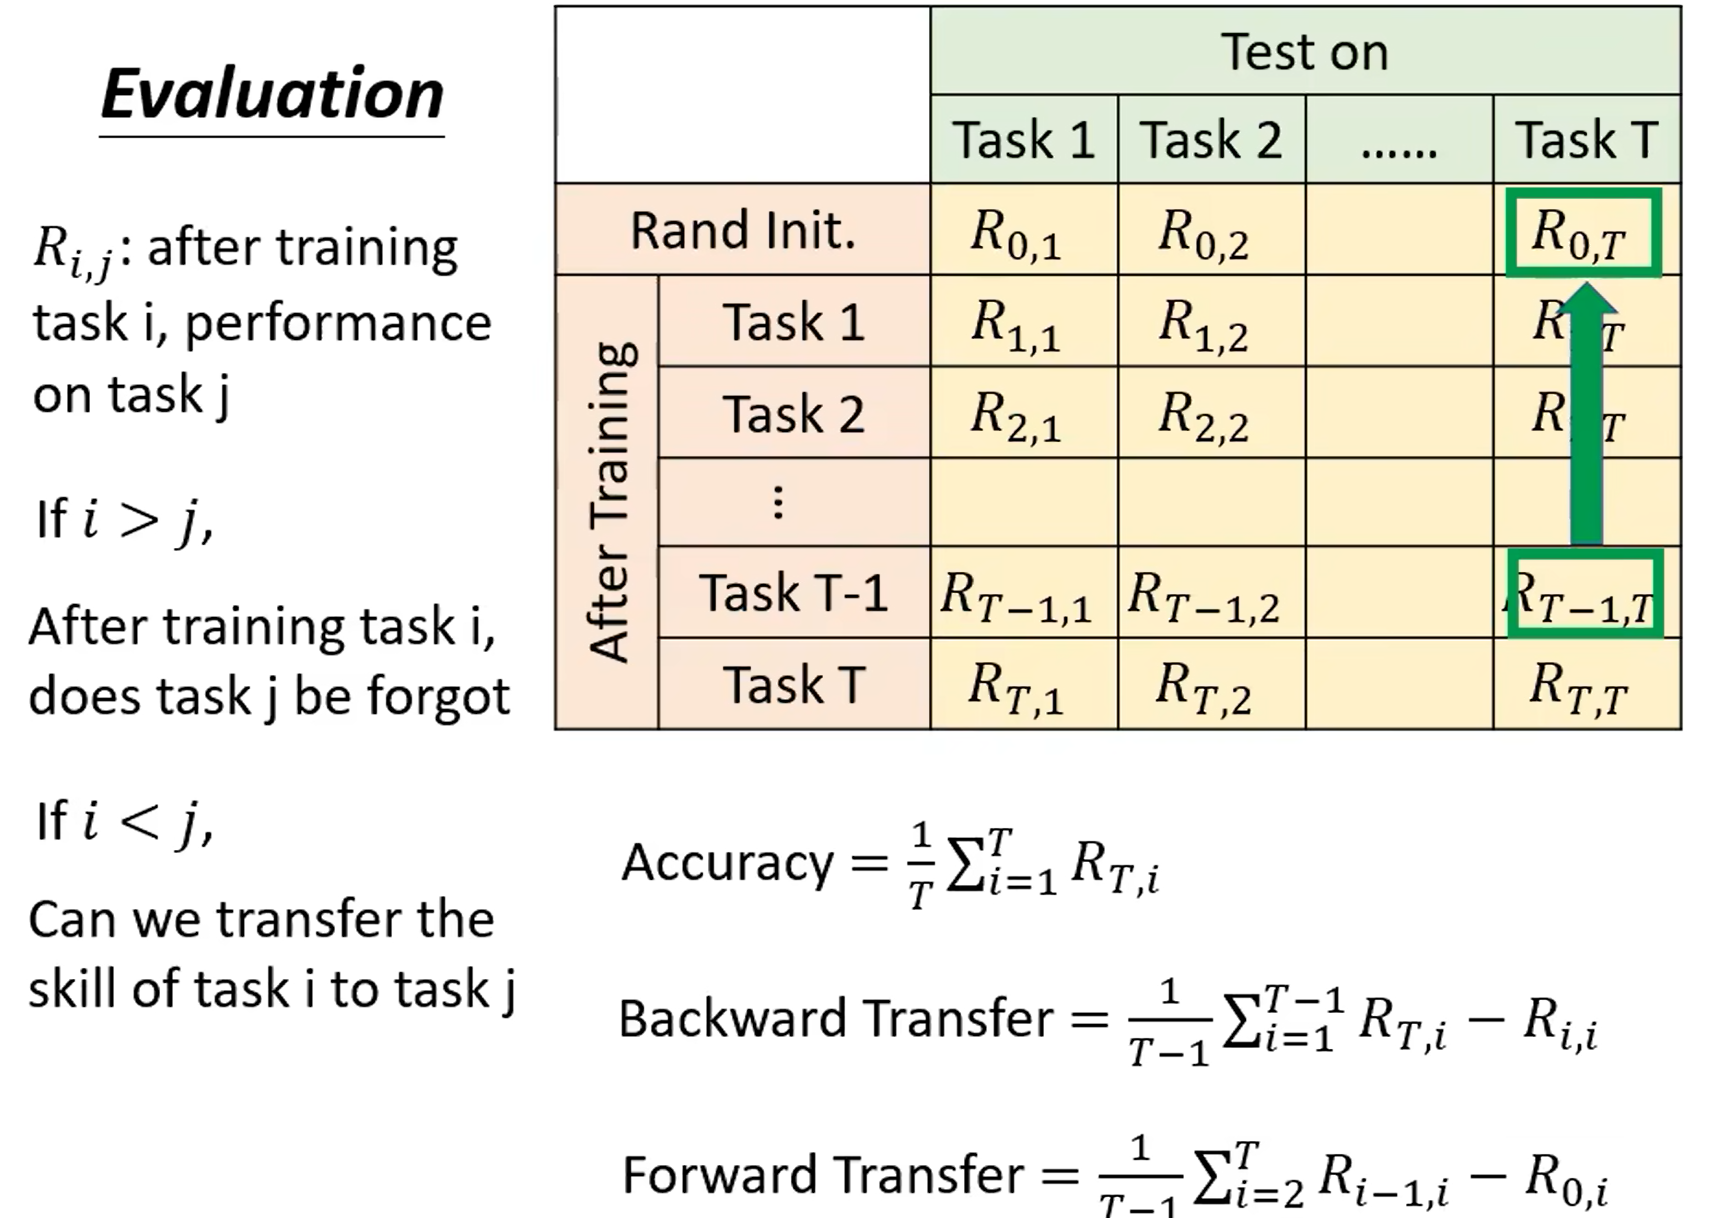 Evaluation
R_{i,j}: after training
task i, performance
on task j
If i > j,
After training task i,
does task j be forgot
If i < j,
Can we transfer the
skill of task i to task j
Test on
Task 1 Task 2 ...... Task T
Rand Init. R_{0,1} R_{0,2} R_{0,T}
After Training
Task 1 R_{1,1} R_{1,2} R T
Task 2 R_{2,1} R_{2,2} R T
⋮
Task T-1 R_{T−1,1} R_{T−1,2} R_{T−1,T}
Task T R_{T,1} R_{T,2} R_{T,T}
Accuracy = \frac{1}{T} \sum_{i=1}^{T} R_{T,i}
Backward Transfer = \frac{1}{T−1} \sum_{i=1}^{T−1} R_{T,i} − R_{i,i}
Forward Transfer = \frac{1}{T−1} \sum_{i=2}^{T} R_{i−1,i} − R_{0,i}